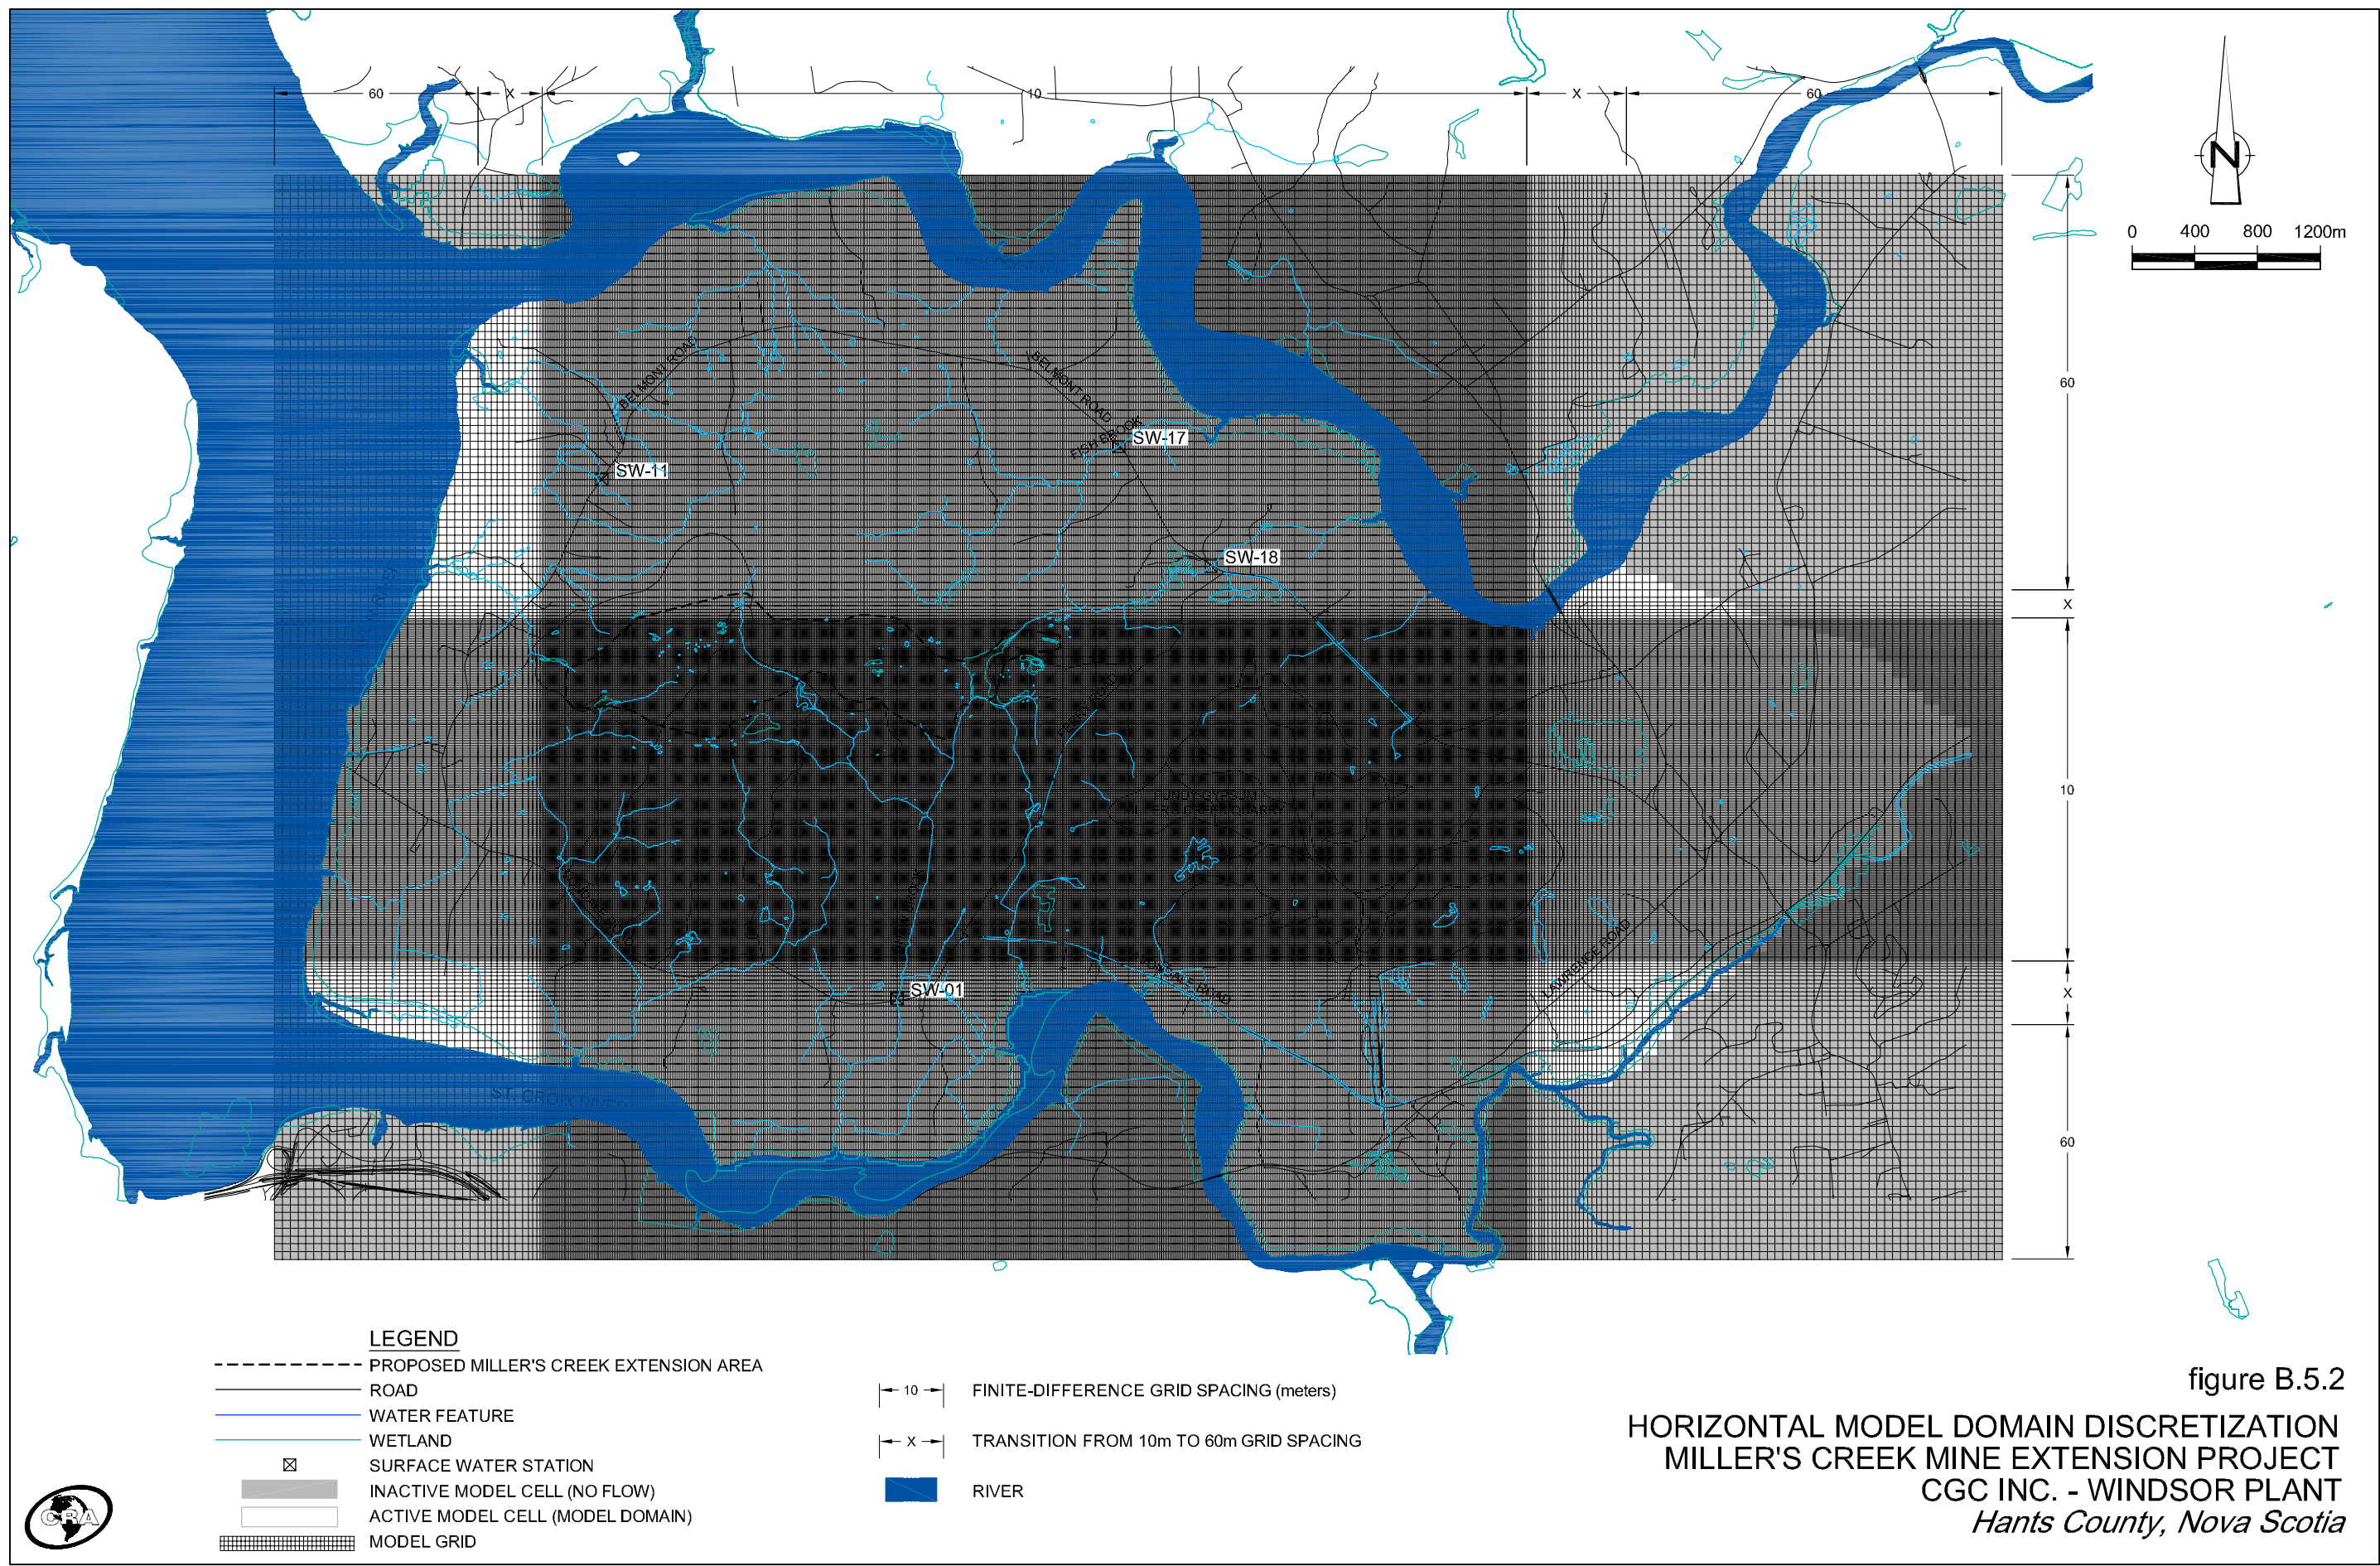 60
X
10
X
60
N
0 400 800 1200m
BELMONT ROAD
BELMONT ROAD
FISH BROOK
SW-17
SW-11
60
SW-18
X
10
LAWRENCE ROAD
SW-01
X
ST. CROIX RIVER
60
LEGEND
PROPOSED MILLER'S CREEK EXTENSION AREA
ROAD
WATER FEATURE
WETLAND
SURFACE WATER STATION
INACTIVE MODEL CELL (NO FLOW)
ACTIVE MODEL CELL (MODEL DOMAIN)
MODEL GRID
10
FINITE-DIFFERENCE GRID SPACING (meters)
X
TRANSITION FROM 10m TO 60m GRID SPACING
RIVER
CRA
figure B.5.2
HORIZONTAL MODEL DOMAIN DISCRETIZATION
MILLER'S CREEK MINE EXTENSION PROJECT
CGC INC. - WINDSOR PLANT
Hants County, Nova Scotia